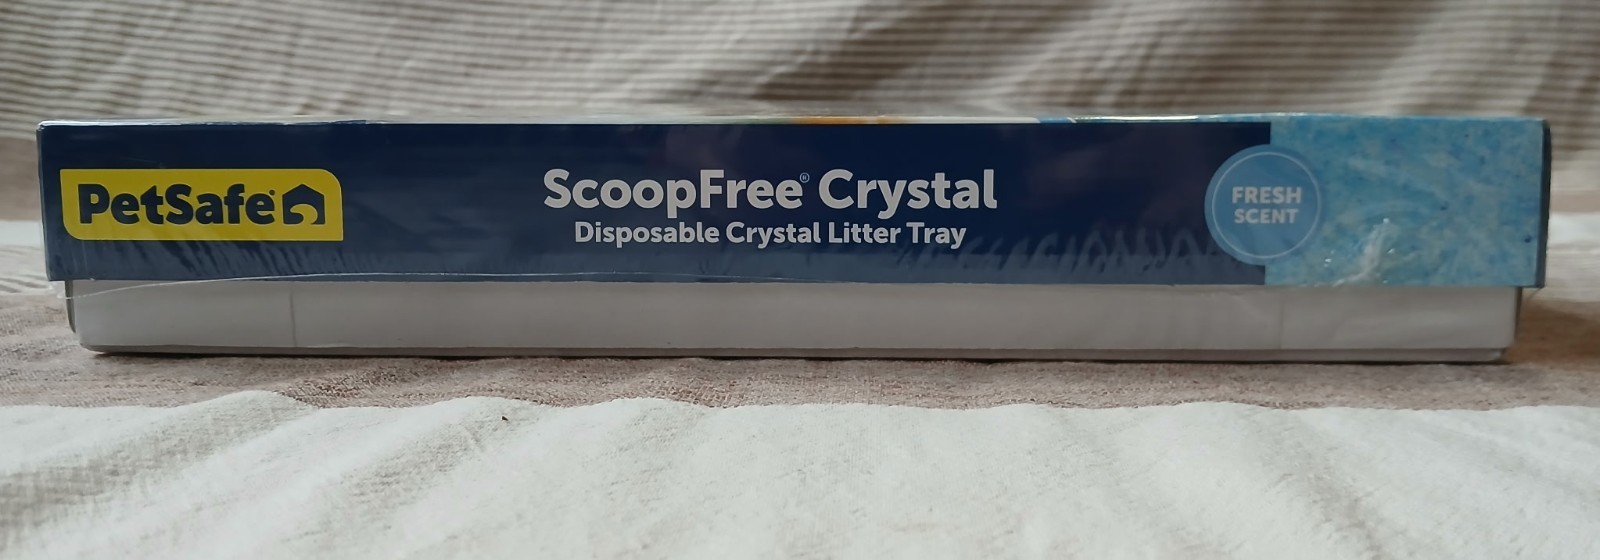 PetSafe®
ScoopFree® Crystal
Disposable Crystal Litter Tray
FRESH
SCENT